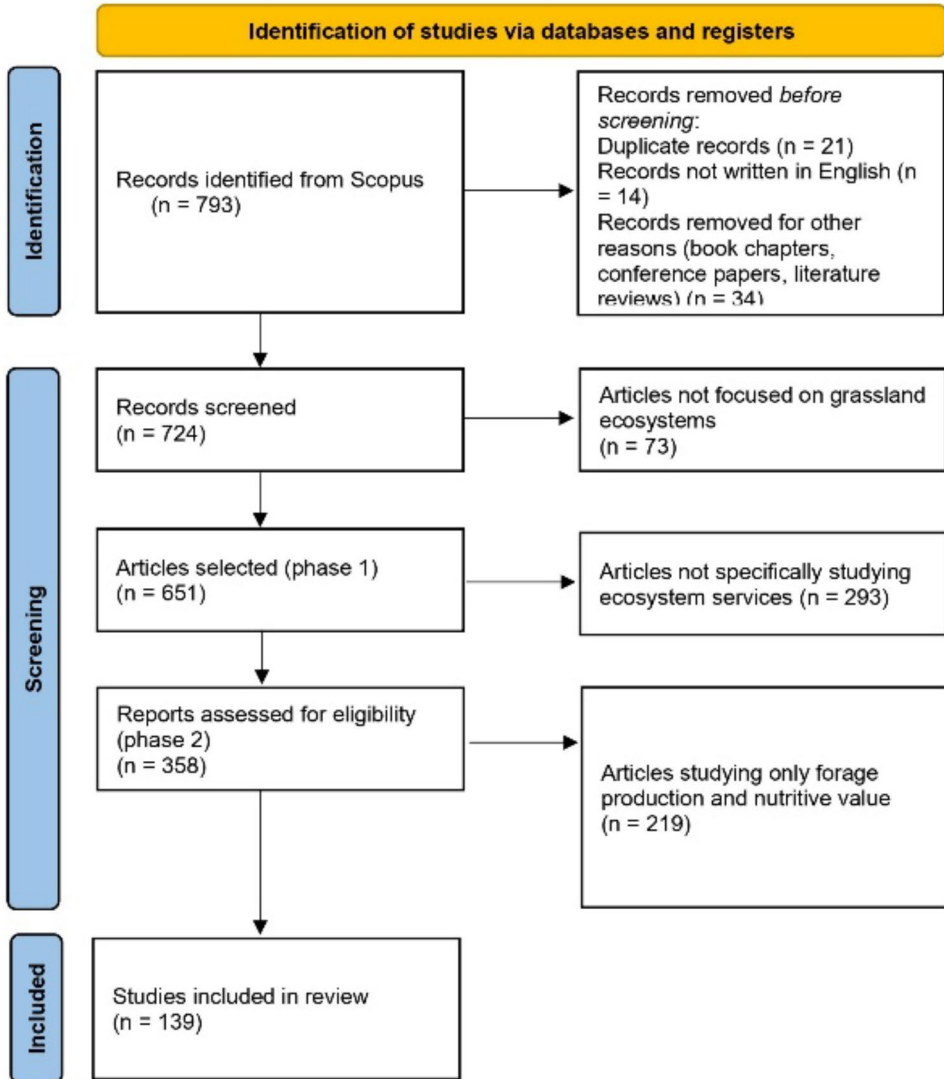 Identification of studies via databases and registers
Identification
Records identified from Scopus
(n = 793)
Records removed before
screening:
Duplicate records (n = 21)
Records not written in English (n
= 14)
Records removed for other
reasons (book chapters,
conference papers, literature
reviews) (n = 34)
Screening
Records screened
(n = 724)
Articles not focused on grassland
ecosystems
(n = 73)
Articles selected (phase 1)
(n = 651)
Articles not specifically studying
ecosystem services (n = 293)
Reports assessed for eligibility
(phase 2)
(n = 358)
Articles studying only forage
production and nutritive value
(n = 219)
Included
Studies included in review
(n = 139)